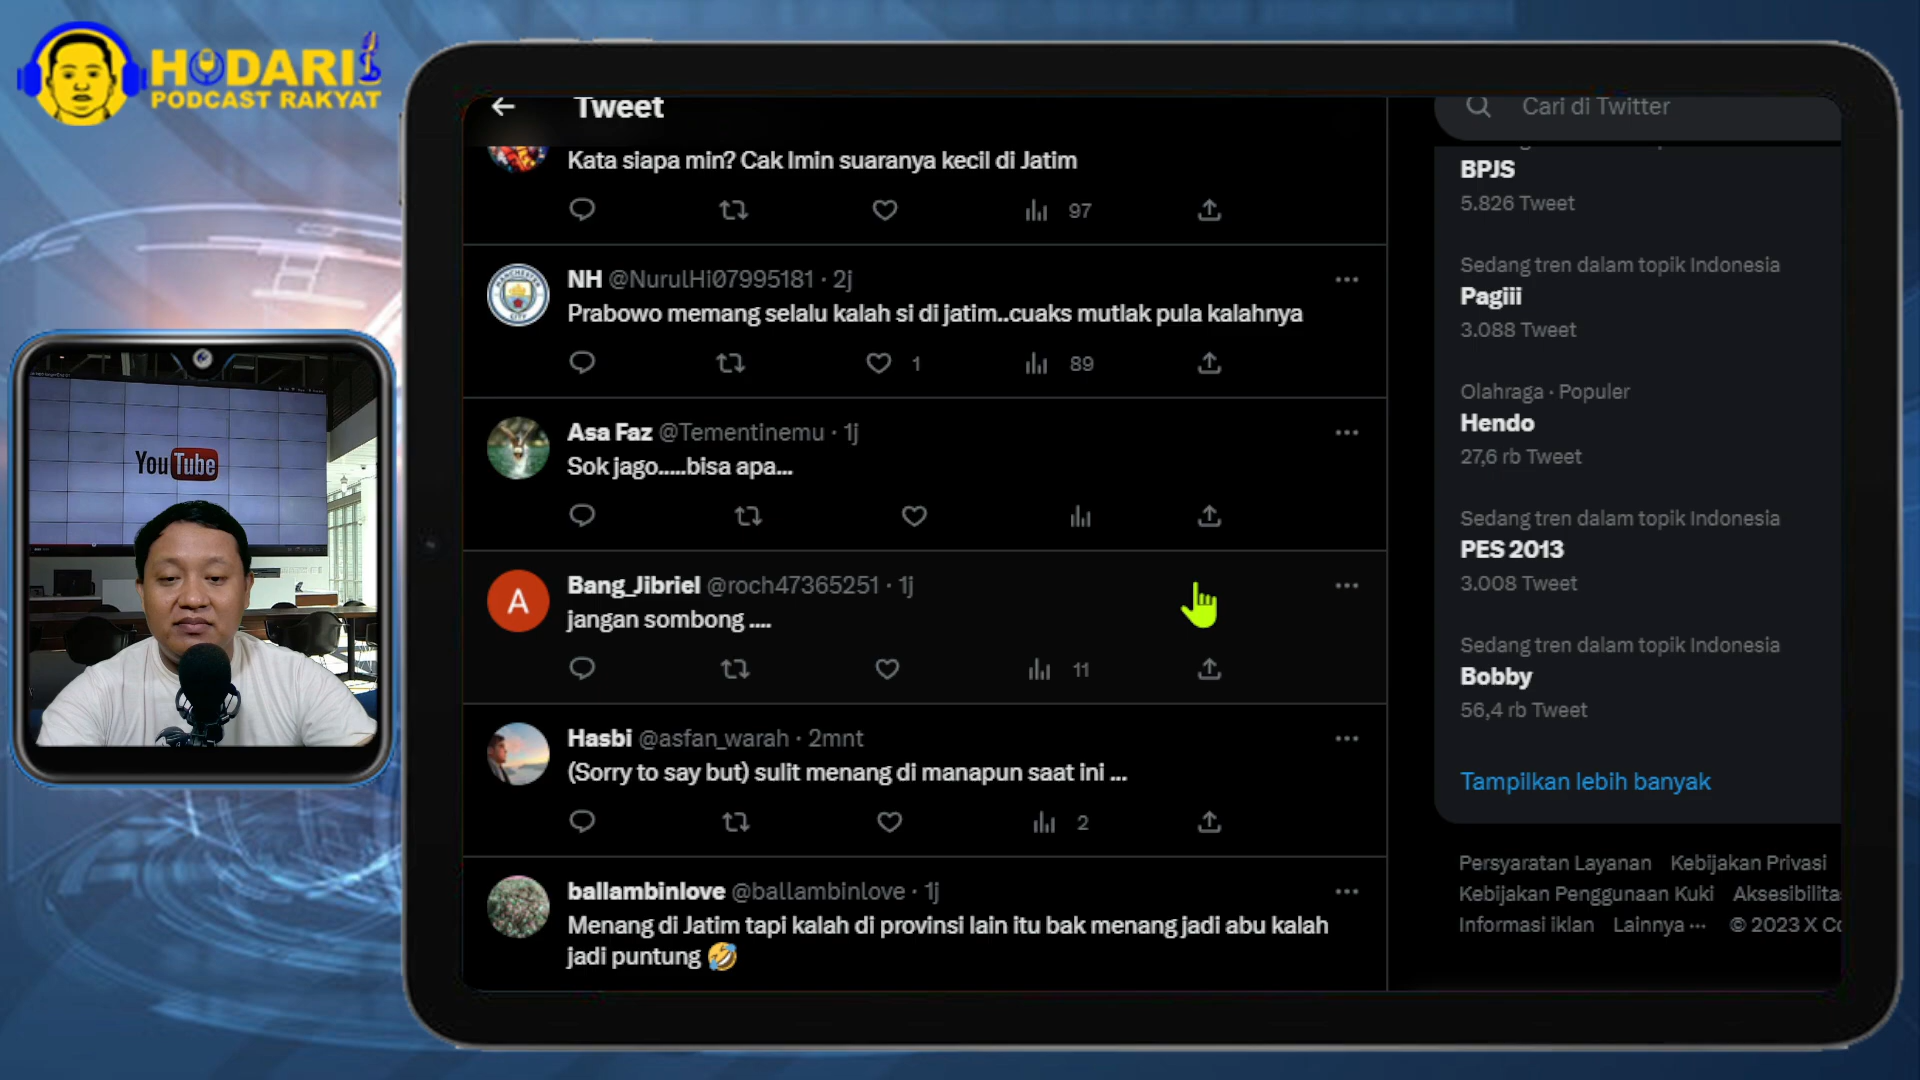 HODARI
PODCAST RAKYAT
YouTube
Tweet
Kata siapa min? Cak Imin suaranya kecil di Jatim
97
NH @NurulHi07995181 · 2j
Prabowo memang selalu kalah si di jatim..cuaks mutlak pula kalahnya
1 89
Asa Faz @Tementinemu · 1j
Sok jago.....bisa apa...
A
Bang_Jibriel @roch47365251 · 1j
jangan sombong ....
11
Hasbi @asfan_warah · 2mnt
(Sorry to say but) sulit menang di manapun saat ini ...
2
ballambinlove @ballambinlove · 1j
Menang di Jatim tapi kalah di provinsi lain itu bak menang jadi abu kalah
jadi puntung 🤣
Cari di Twitter
BPJS
5.826 Tweet
Sedang tren dalam topik Indonesia
Pagiii
3.088 Tweet
Olahraga · Populer
Hendo
27,6 rb Tweet
Sedang tren dalam topik Indonesia
PES 2013
3.008 Tweet
Sedang tren dalam topik Indonesia
Bobby
56,4 rb Tweet
Tampilkan lebih banyak
Persyaratan Layanan Kebijakan Privasi
Kebijakan Penggunaan Kuki Aksesibilita
Informasi iklan Lainnya ··· © 2023 X Co